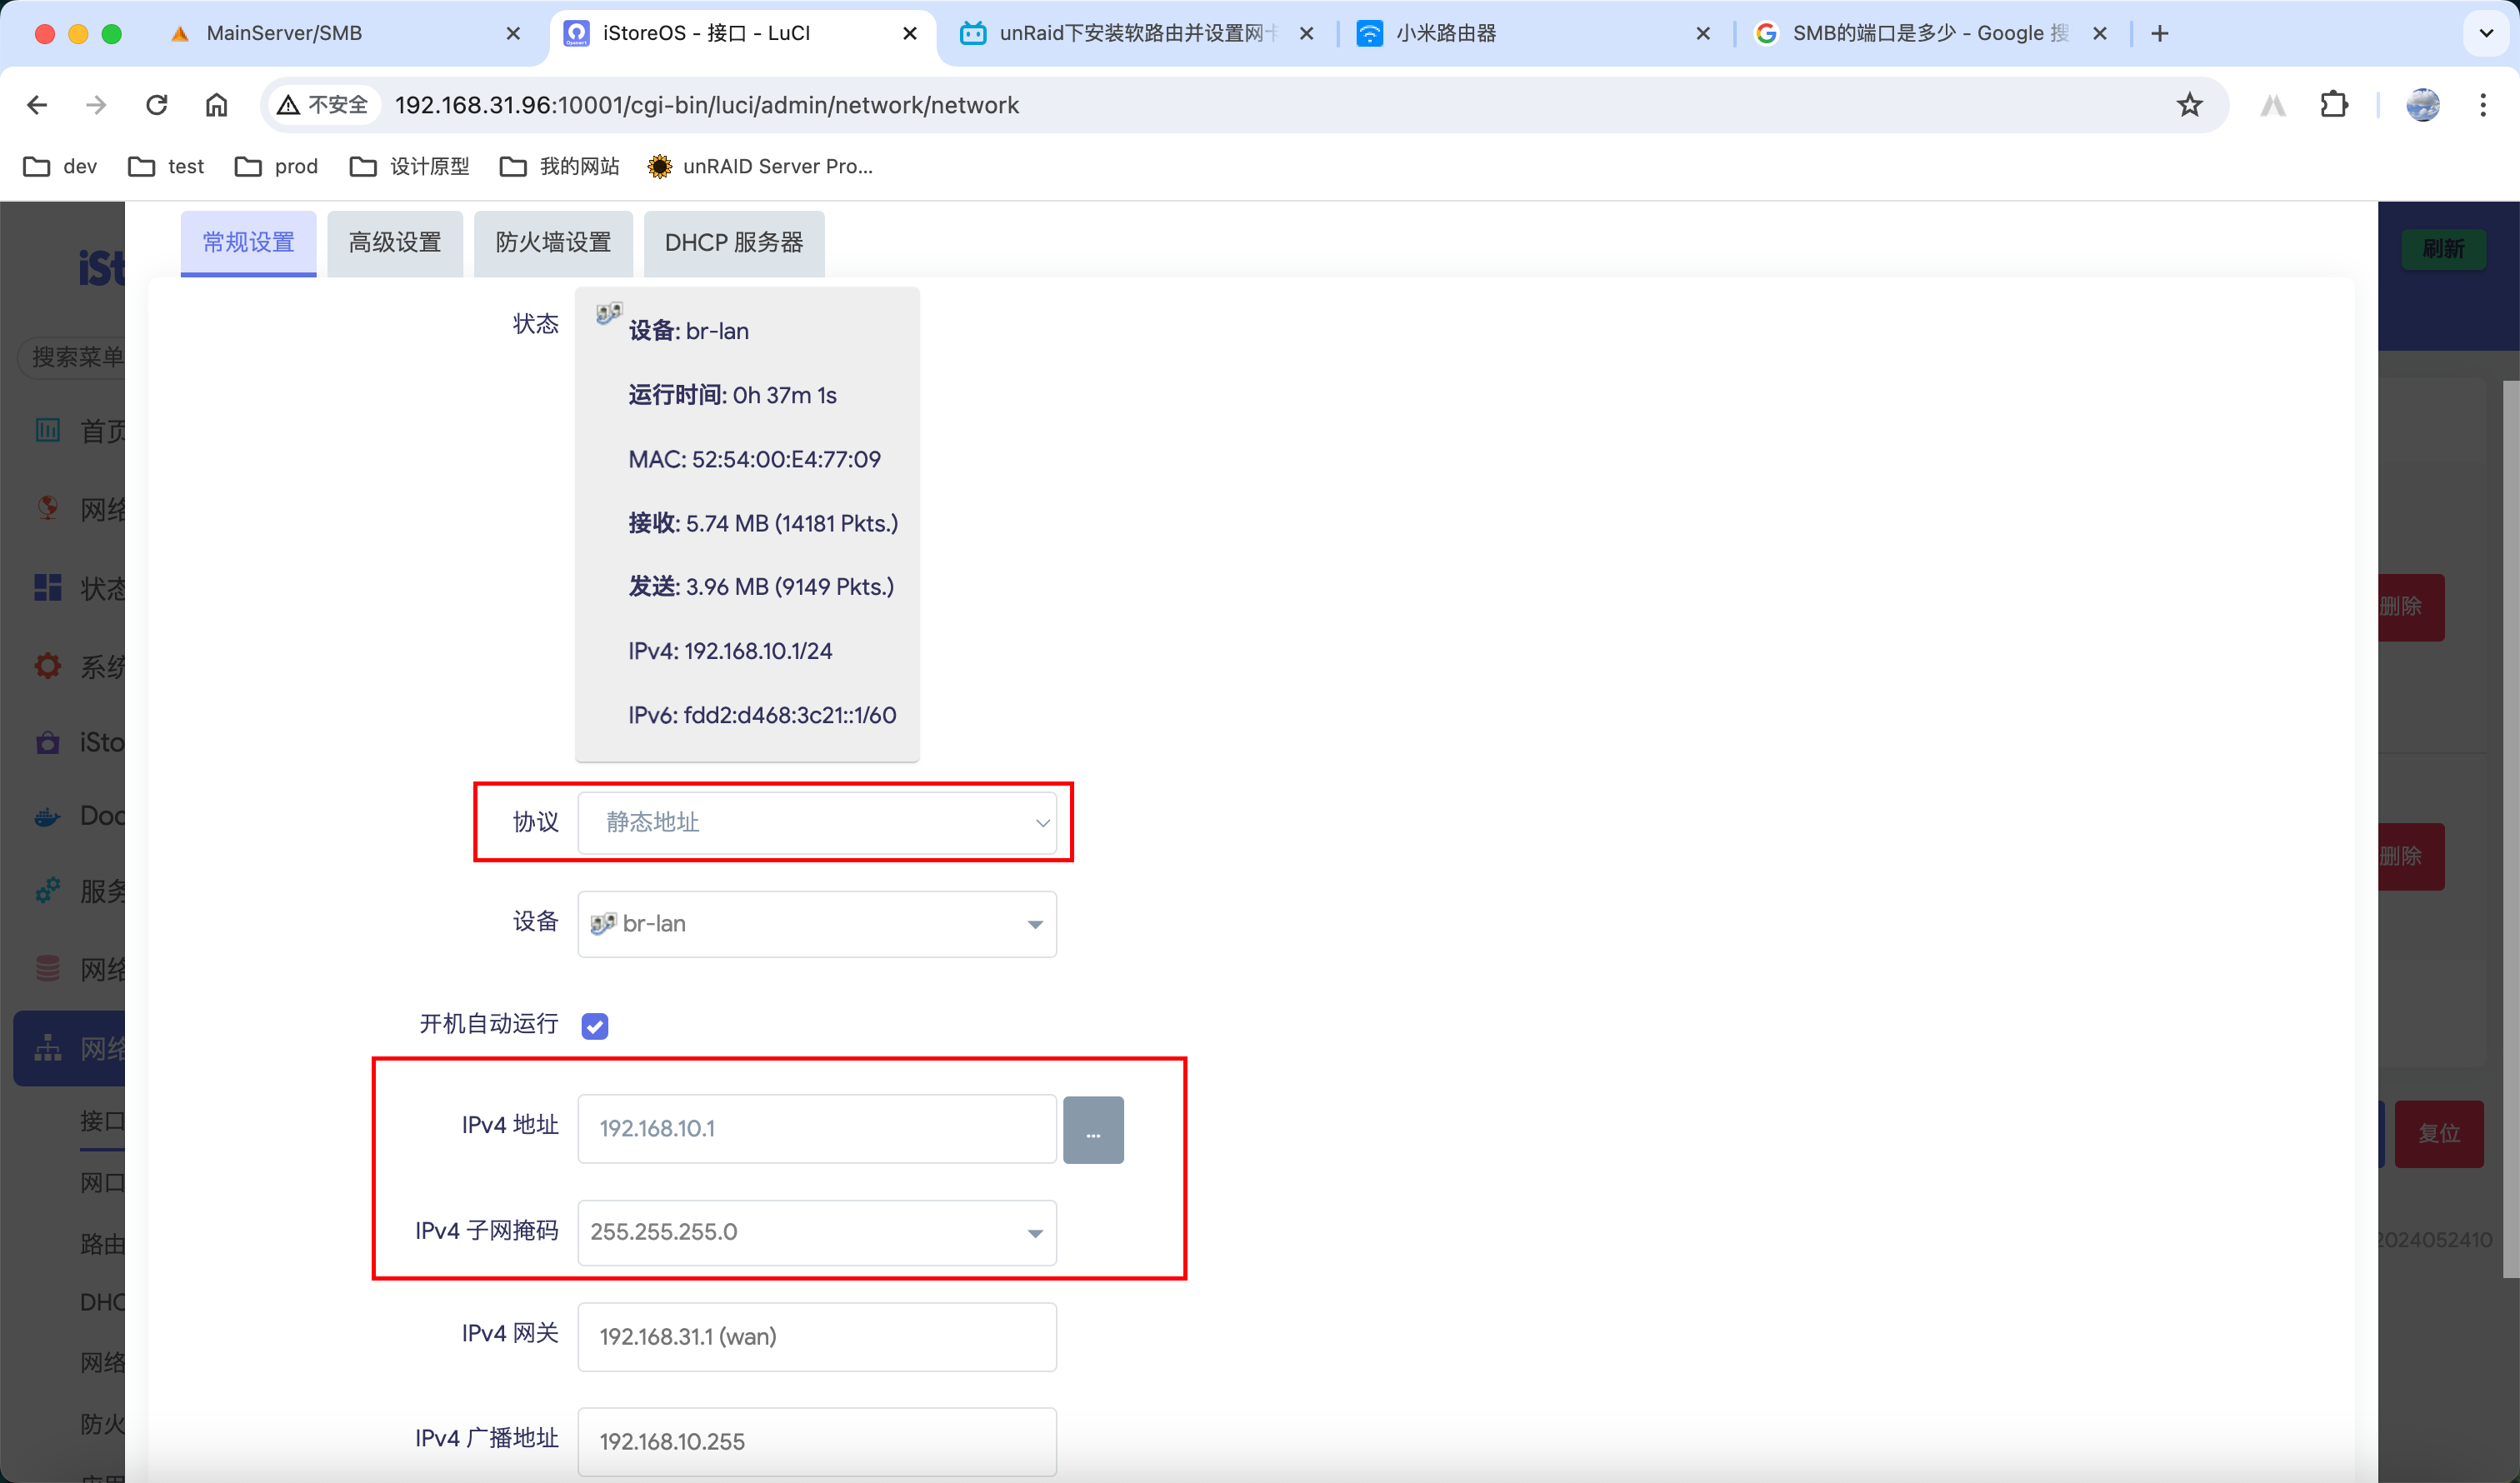 MainServer/SMB
iStoreOS - 接口 - LuCI
unRaid下安装软路由并设置网
小米路由器
SMB的端口是多少 - Google 搜
不安全
192.168.31.96:10001/cgi-bin/luci/admin/network/network
dev
test
prod
设计原型
我的网站
unRAID Server Pro...
常规设置
高级设置
防火墙设置
DHCP 服务器
刷新
iSt
搜索菜单
首页
网络
状态
系统
iSto
Doc
服务
网络
网络
接口
网口
路由
DHC
网络
防火
状态
设备: br-lan
运行时间: 0h 37m 1s
MAC: 52:54:00:E4:77:09
接收: 5.74 MB (14181 Pkts.)
发送: 3.96 MB (9149 Pkts.)
IPv4: 192.168.10.1/24
IPv6: fdd2:d468:3c21::1/60
协议
静态地址
设备
br-lan
开机自动运行
IPv4 地址
192.168.10.1
...
IPv4 子网掩码
255.255.255.0
IPv4 网关
192.168.31.1 (wan)
IPv4 广播地址
192.168.10.255
删除
删除
复位
2024052410